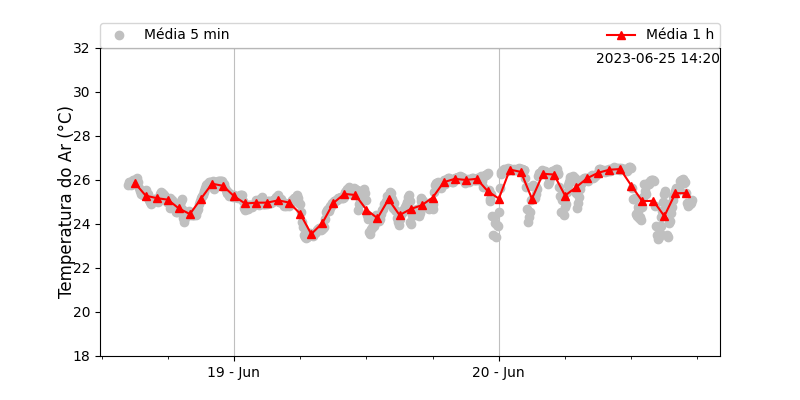 Média 5 min
Média 1 h
2023-06-25 14:20
Temperatura do Ar (°C)
32
30
28
26
24
22
20
18
19 - Jun
20 - Jun